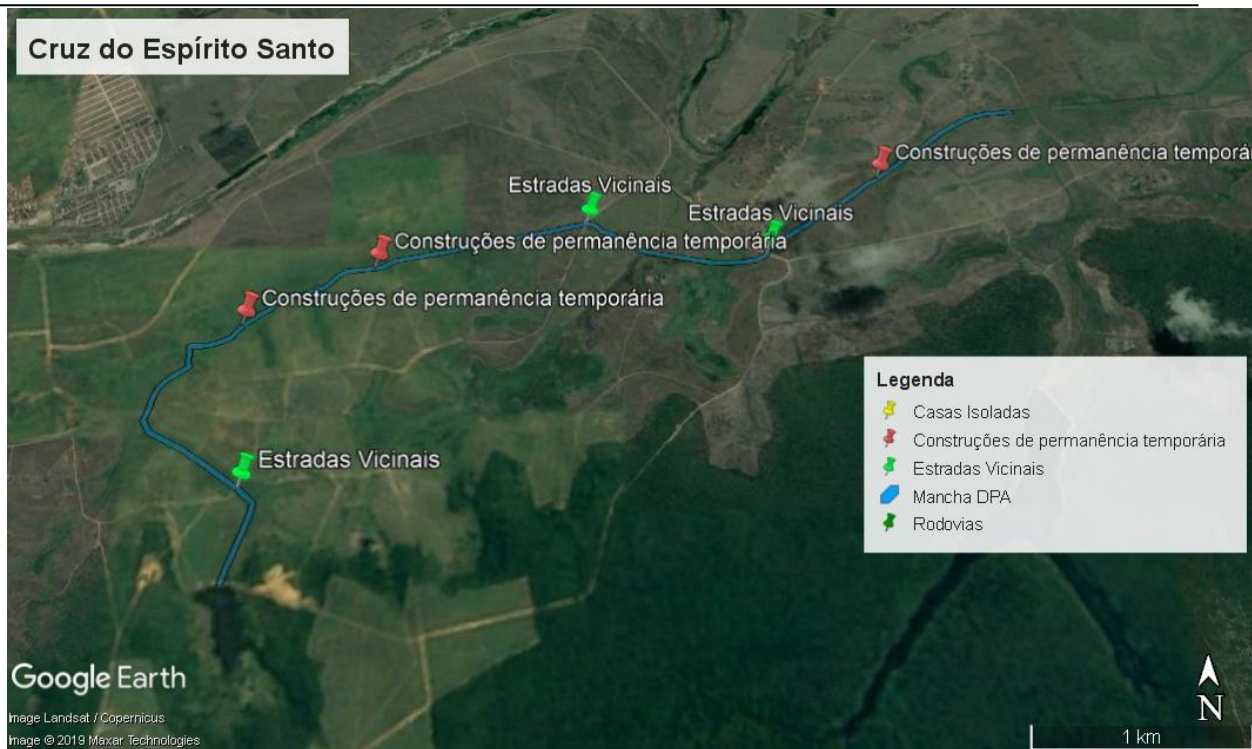 Cruz do Espírito Santo
Construções de permanência temporár
Estradas Vicinais
Estradas Vicinais
Construções de permanência temporária
Construções de permanência temporária
Estradas Vicinais
Legenda
Casas Isoladas
Construções de permanência temporária
Estradas Vicinais
Mancha DPA
Rodovias
Google Earth
Image Landsat / Copernicus
Image © 2019 Maxar Technologies
N
1 km